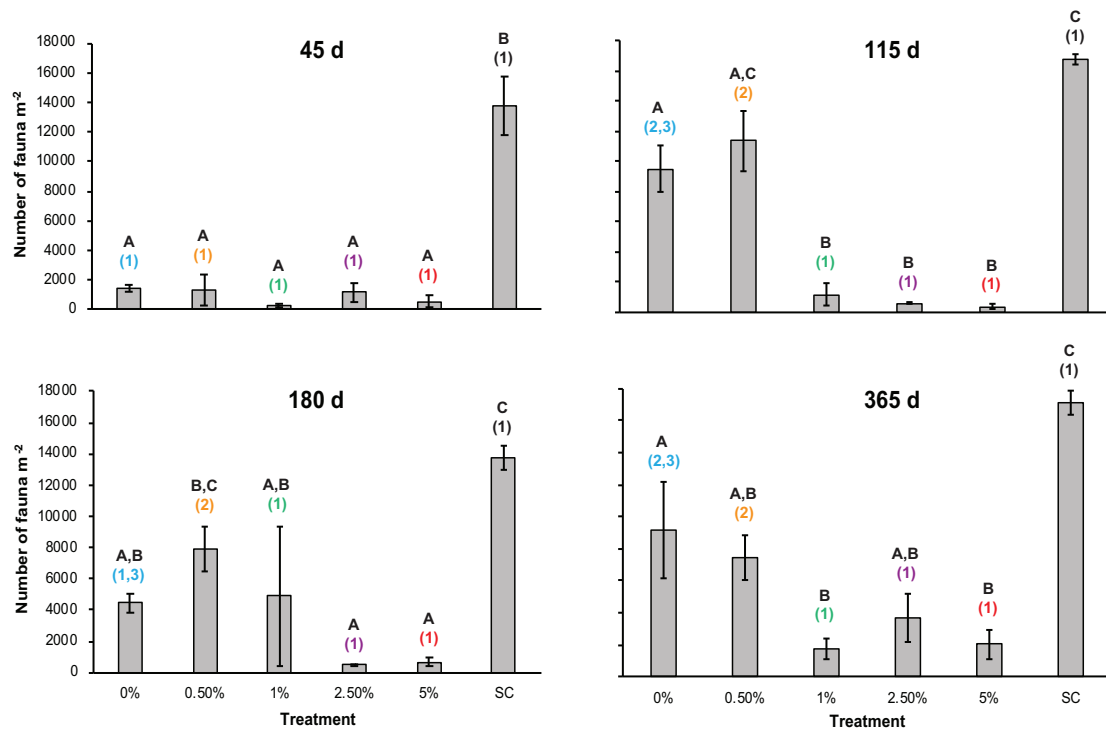 45 d
Number of fauna m-2
18000
16000
14000
12000
10000
8000
6000
4000
2000
0
A
(1)
A
(1)
A
(1)
A
(1)
A
(1)
B
(1)
115 d
A
(2,3)
A,C
(2)
B
(1)
B
(1)
B
(1)
C
(1)
180 d
Number of fauna m-2
18000
16000
14000
12000
10000
8000
6000
4000
2000
0
A,B
(1,3)
B,C
(2)
A,B
(1)
A
(1)
A
(1)
C
(1)
0% 0.50% 1% 2.50% 5% SC
Treatment
365 d
A
(2,3)
A,B
(2)
B
(1)
A,B
(1)
B
(1)
C
(1)
0% 0.50% 1% 2.50% 5% SC
Treatment